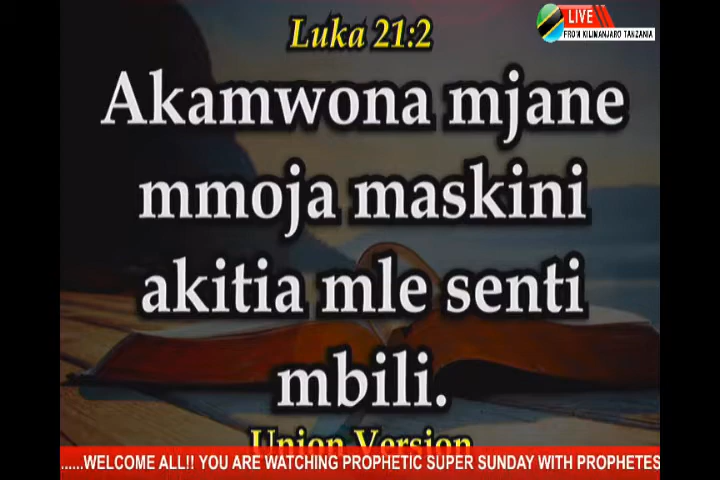 Luka 21:2
LIVE
FROM KILIMANJARO TANZANIA
Akamwona mjane
mmoja maskini
akitia mle senti
mbili.
Union Version
......WELCOME ALL!! YOU ARE WATCHING PROPHETIC SUPER SUNDAY WITH PROPHETES